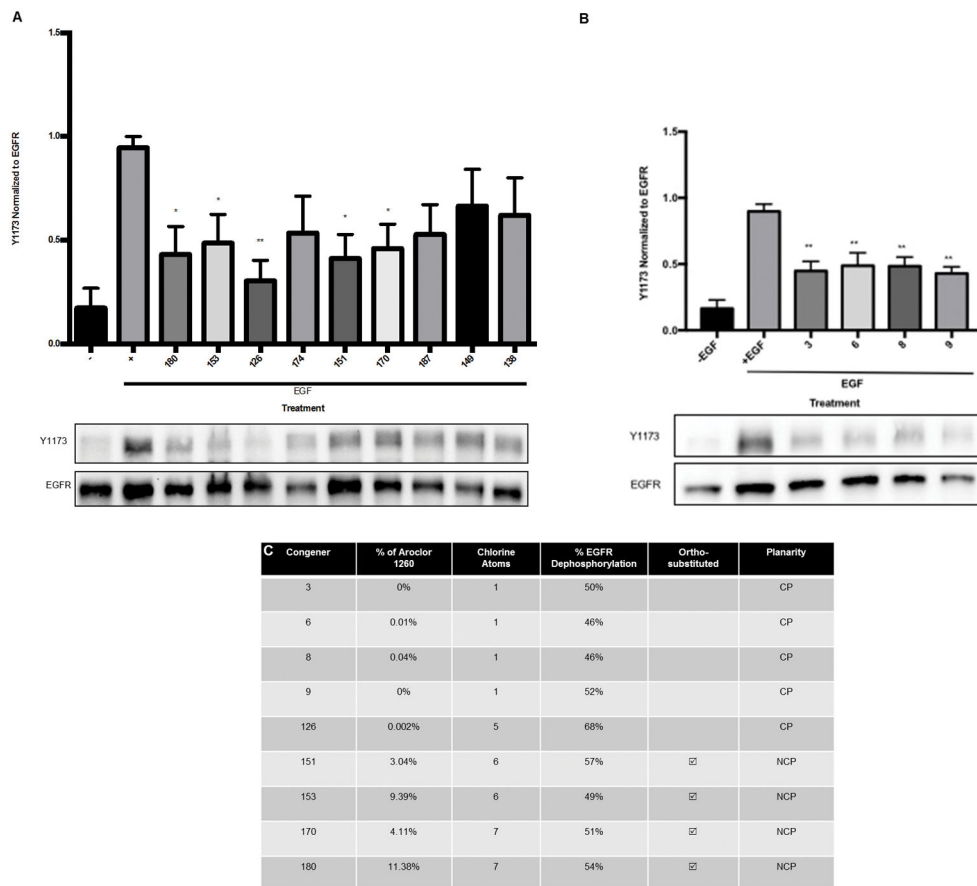 A
B
Y1173 Normalized to EGFR
1.5
1.0
0.5
0.0
*
*
**
*
*
-
+
180
153
126
174
151
170
187
149
138
EGF
Treatment
Y1173
EGFR
Y1173 Normalized to EGFR
1.5
1.0
0.5
0.0
**
**
**
**
-EGF
+EGF
3
6
8
9
EGF
Treatment
Y1173
EGFR
C Congener % of Aroclor 1260 Chlorine Atoms % EGFR Dephosphorylation Ortho-substituted Planarity
3 0% 1 50% CP
6 0.01% 1 46% CP
8 0.04% 1 46% CP
9 0% 1 52% CP
126 0.002% 5 68% CP
151 3.04% 6 57% ☑ NCP
153 9.39% 6 49% ☑ NCP
170 4.11% 7 51% ☑ NCP
180 11.38% 7 54% ☑ NCP